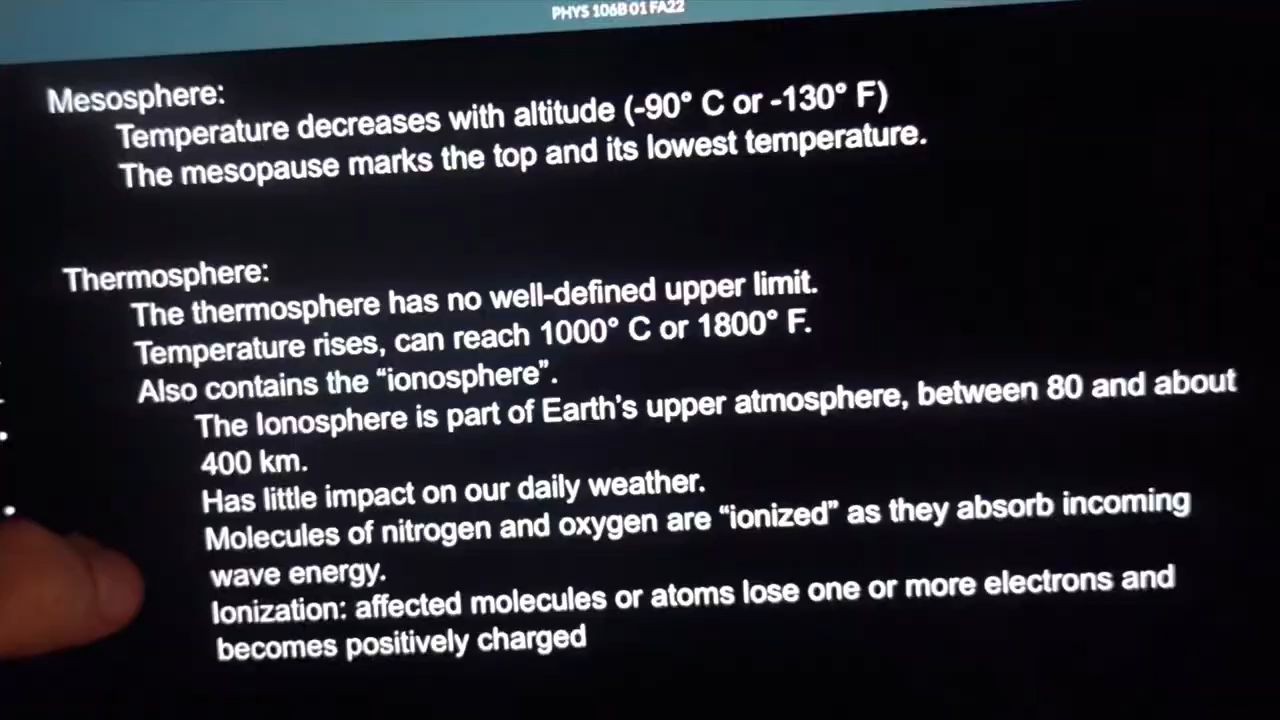 PHYS 106B 01 FA22
Mesosphere:
Temperature decreases with altitude (-90° C or -130° F)
The mesopause marks the top and its lowest temperature.
Thermosphere:
The thermosphere has no well-defined upper limit.
Temperature rises, can reach 1000° C or 1800° F.
Also contains the “ionosphere”.
The Ionosphere is part of Earth’s upper atmosphere, between 80 and about
400 km.
Has little impact on our daily weather.
Molecules of nitrogen and oxygen are “ionized” as they absorb incoming
wave energy.
Ionization: affected molecules or atoms lose one or more electrons and
becomes positively charged